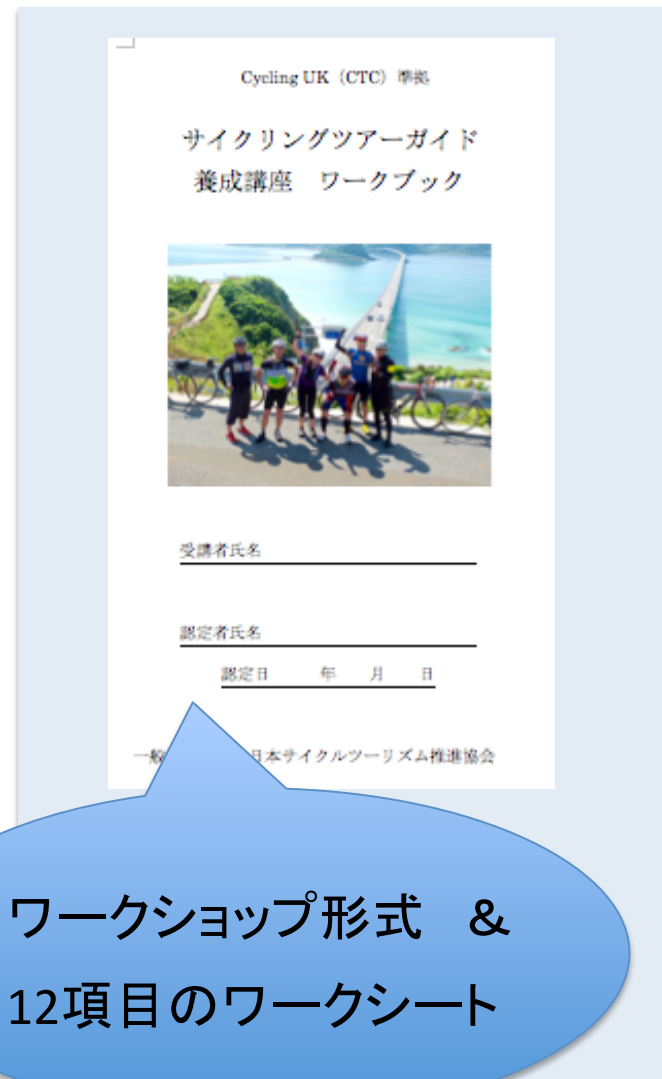 Cycling UK（CTC）準拠
サイクリングツアーガイド
養成講座　ワークブック
受講者氏名
認定者氏名
認定日　　　年　　月　　日
一般 日本サイクルツーリズム推進協会
ワークショップ形式　&
12項目のワークシート